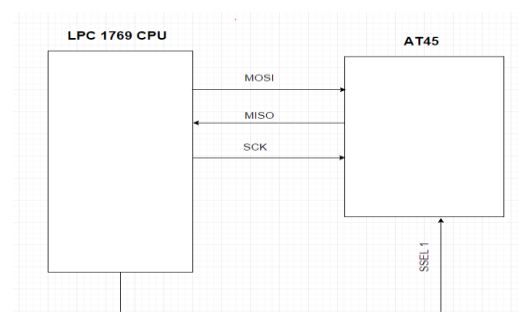 LPC 1769 CPU
AT45
MOSI
MISO
SCK
SSEL 1